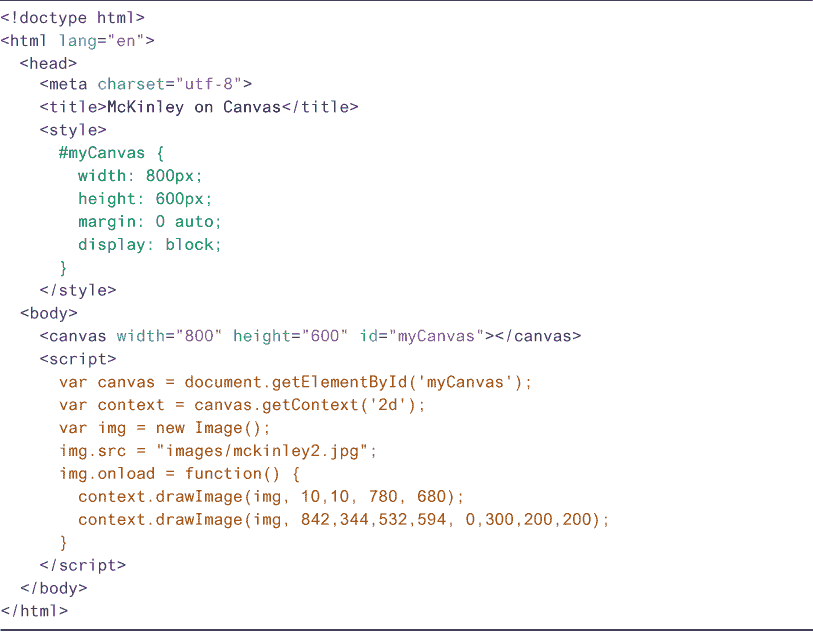 <!doctype html>
<html lang="en">
  <head>
    <meta charset="utf-8">
    <title>McKinley on Canvas</title>
    <style>
      #myCanvas {
        width: 800px;
        height: 600px;
        margin: 0 auto;
        display: block;
      }
    </style>
  <body>
    <canvas width="800" height="600" id="myCanvas"></canvas>
    <script>
      var canvas = document.getElementById('myCanvas');
      var context = canvas.getContext('2d');
      var img = new Image();
      img.src = "images/mckinley2.jpg";
      img.onload = function() {
        context.drawImage(img, 10,10, 780, 680);
        context.drawImage(img, 842,344,532,594, 0,300,200,200);
      }
    </script>
  </body>
</html>